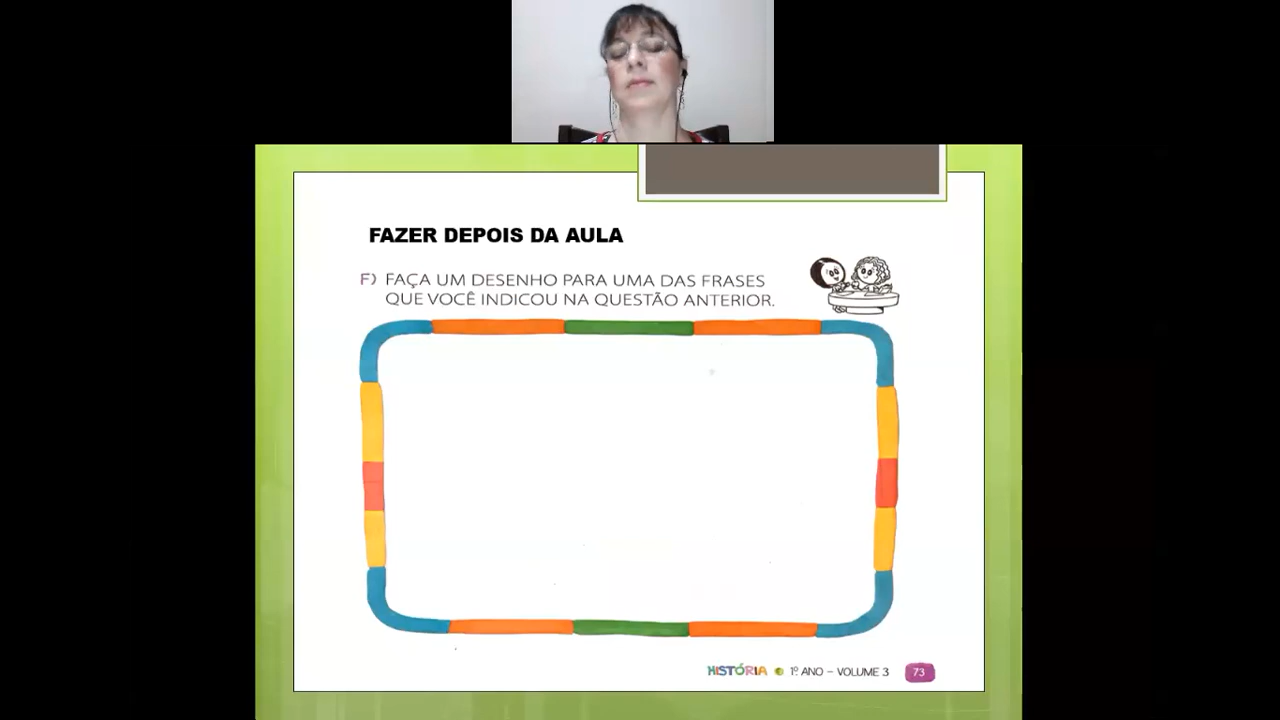 FAZER DEPOIS DA AULA
F) FAÇA UM DESENHO PARA UMA DAS FRASES
QUE VOCÊ INDICOU NA QUESTÃO ANTERIOR.
HISTÓRIA 1º ANO – VOLUME 3 73